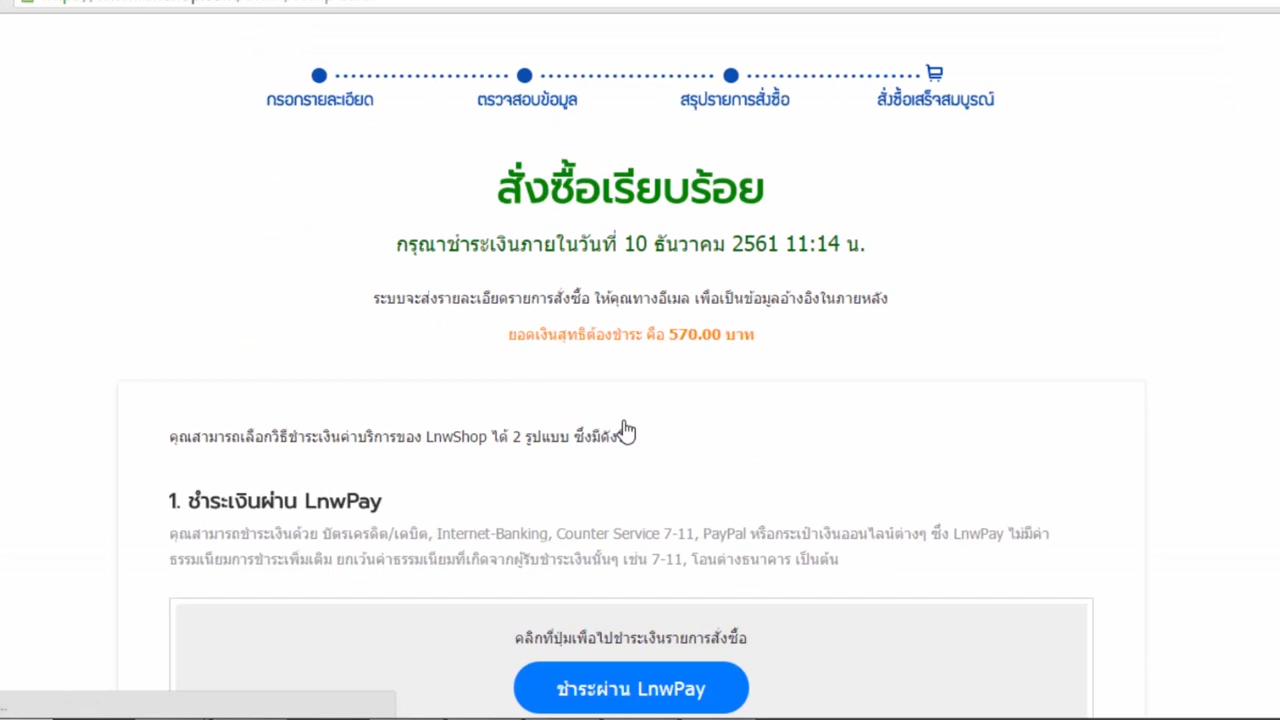 กรอกรายละเอียด
ตรวจสอบข้อมูล
สรุปรายการสั่งซื้อ
สั่งซื้อเสร็จสมบูรณ์
สั่งซื้อเรียบร้อย
กรุณาชำระเงินภายในวันที่ 10 ธันวาคม 2561 11:14 น.
ระบบจะส่งรายละเอียดรายการสั่งซื้อ ให้คุณทางอีเมล เพื่อเป็นข้อมูลอ้างอิงในภายหลัง
ยอดเงินสุทธิต้องชำระ คือ 570.00 บาท
คุณสามารถเลือกวิธีชำระเงินค่าบริการของ LnwShop ได้ 2 รูปแบบ ซึ่งมีดัง
1. ชำระเงินผ่าน LnwPay
คุณสามารถชำระเงินด้วย บัตรเครดิต/เดบิต, Internet-Banking, Counter Service 7-11, PayPal หรือกระเป๋าเงินออนไลน์ต่างๆ ซึ่ง LnwPay ไม่มีค่า
ธรรมเนียมการชำระเพิ่มเติม ยกเว้นค่าธรรมเนียมที่เกิดจากผู้รับชำระเงินนั้นๆ เช่น 7-11, โอนต่างธนาคาร เป็นต้น
คลิกที่ปุ่มเพื่อไปชำระเงินรายการสั่งซื้อ
ชำระผ่าน LnwPay